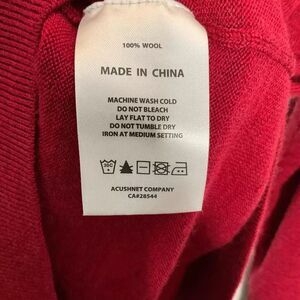 100% WOOL
MADE IN CHINA
MACHINE WASH COLD
DO NOT BLEACH
LAY FLAT TO DRY
DO NOT TUMBLE DRY
IRON AT MEDIUM SETTING
30C
ACUSHNET COMPANY
CA#28544